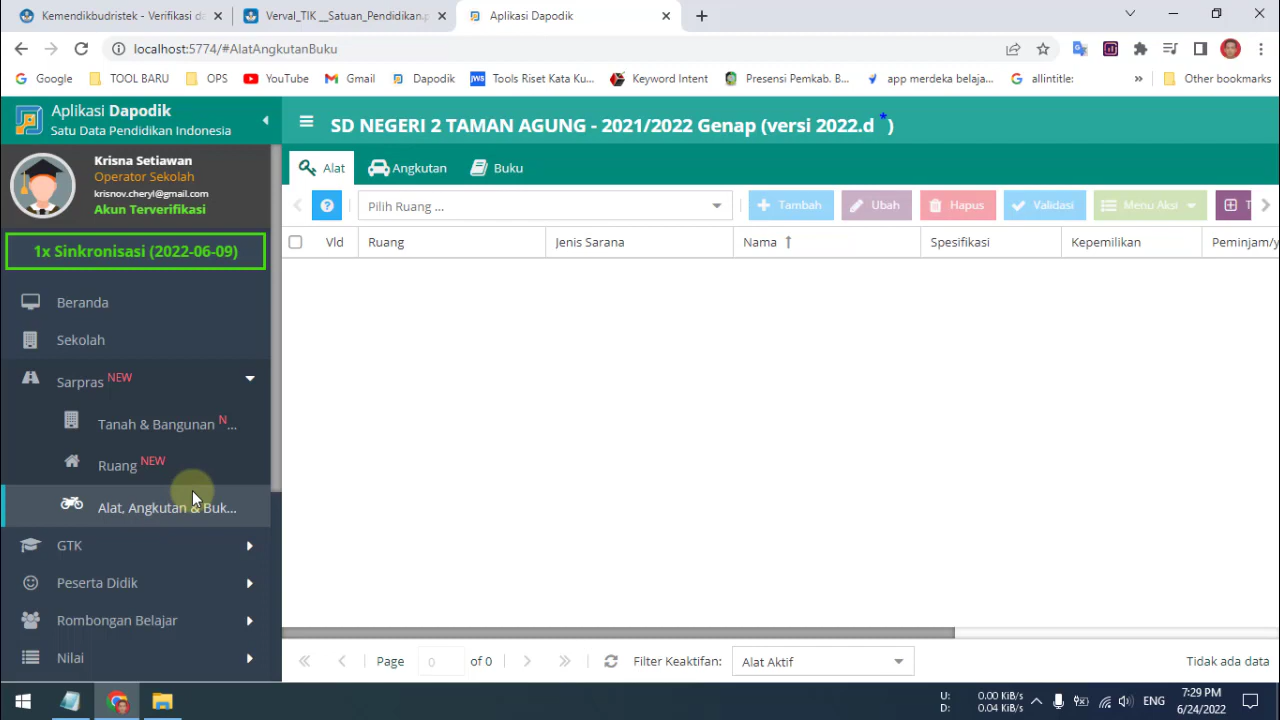 Kemendikbudristek - Verifikasi da
Verval_TIK __Satuan_Pendidikan.p
Aplikasi Dapodik
localhost:5774/#AlatAngkutanBuku
Google
TOOL BARU
OPS
YouTube
Gmail
Dapodik
Tools Riset Kata Ku...
Keyword Intent
Presensi Pemkab. B...
app merdeka belaja...
allintitle:
»
Other bookmarks
Aplikasi Dapodik
Satu Data Pendidikan Indonesia
SD NEGERI 2 TAMAN AGUNG - 2021/2022 Genap (versi 2022.d *)
Krisna Setiawan
Operator Sekolah
krisnov.cheryl@gmail.com
Akun Terverifikasi
1x Sinkronisasi (2022-06-09)
Beranda
Sekolah
Sarpras NEW
Tanah & Bangunan N...
Ruang NEW
Alat, Angkutan & Buk...
GTK
Peserta Didik
Rombongan Belajar
Nilai
Alat
Angkutan
Buku
Pilih Ruang ...
Tambah
Ubah
Hapus
Validasi
Menu Aksi
T
Vld
Ruang
Jenis Sarana
Nama
Spesifikasi
Kepemilikan
Peminjam/y
Page
0
of 0
Filter Keaktifan:
Alat Aktif
Tidak ada data
U: 0.00 KiB/s
D: 0.04 KiB/s
ENG
7:29 PM
6/24/2022